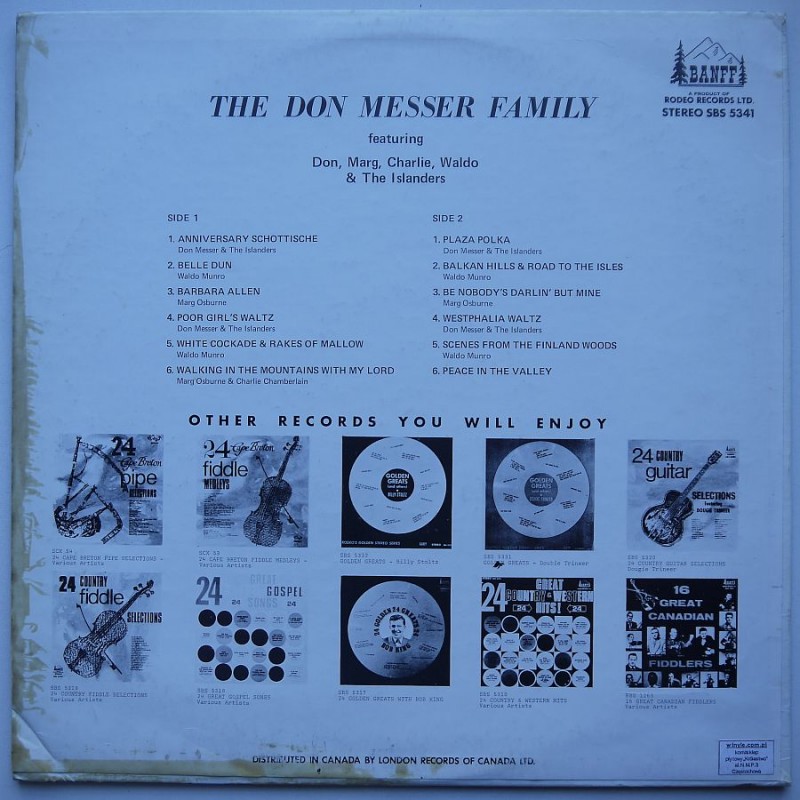 BANFF
A PRODUCT OF
RODEO RECORDS LTD.
STEREO SBS 5341
THE DON MESSER FAMILY
featuring
Don, Marg, Charlie, Waldo
& The Islanders
SIDE 1
1. ANNIVERSARY SCHOTTISCHE
Don Messer & The Islanders
2. BELLE DUN
Waldo Munro
3. BARBARA ALLEN
Marg Osburne
4. POOR GIRL'S WALTZ
Don Messer & The Islanders
5. WHITE COCKADE & RAKES OF MALLOW
Waldo Munro
6. WALKING IN THE MOUNTAINS WITH MY LORD
Marg Osburne & Charlie Chamberlain
SIDE 2
1. PLAZA POLKA
Don Messer & The Islanders
2. BALKAN HILLS & ROAD TO THE ISLES
Waldo Munro
3. BE NOBODY'S DARLIN' BUT MINE
Marg Osburne
4. WESTPHALIA WALTZ
Don Messer & The Islanders
5. SCENES FROM THE FINLAND WOODS
Waldo Munro
6. PEACE IN THE VALLEY
OTHER RECORDS YOU WILL ENJOY
24
Cape Breton
pipe
SELECTIONS
24 CAPE BRETON PIPE SELECTIONS -
Various Artists
24
Cape Breton
fiddle
MEDLEYS
24 CAPE BRETON FIDDLE MEDLEYS -
Various Artists
GOLDEN
GREATS
GOLDEN GREATS -
GOLDEN
GREATS
GREATS - Double Trineer
24 COUNTRY
guitar
SELECTIONS
24 COUNTRY GUITAR SELECTIONS
Dougie Trineer
24 COUNTRY
fiddle
SELECTIONS
24 COUNTRY FIDDLE SELECTIONS
Various Artists
24
GREAT
GOSPEL
SONGS
24
24
24 GREAT GOSPEL SONGS
Various Artists
24 GOLDEN GREATS
BOB KING
24 GOLDEN GREATS WITH BOB KING
24
GREAT
COUNTRY & WESTERN
HITS!
24
24
24 COUNTRY & WESTERN HITS
Various Artists
16
GREAT
CANADIAN
FIDDLERS
16 GREAT CANADIAN FIDDLERS
Various Artists
DISTRIBUTED IN CANADA BY LONDON RECORDS OF CANADA LTD.